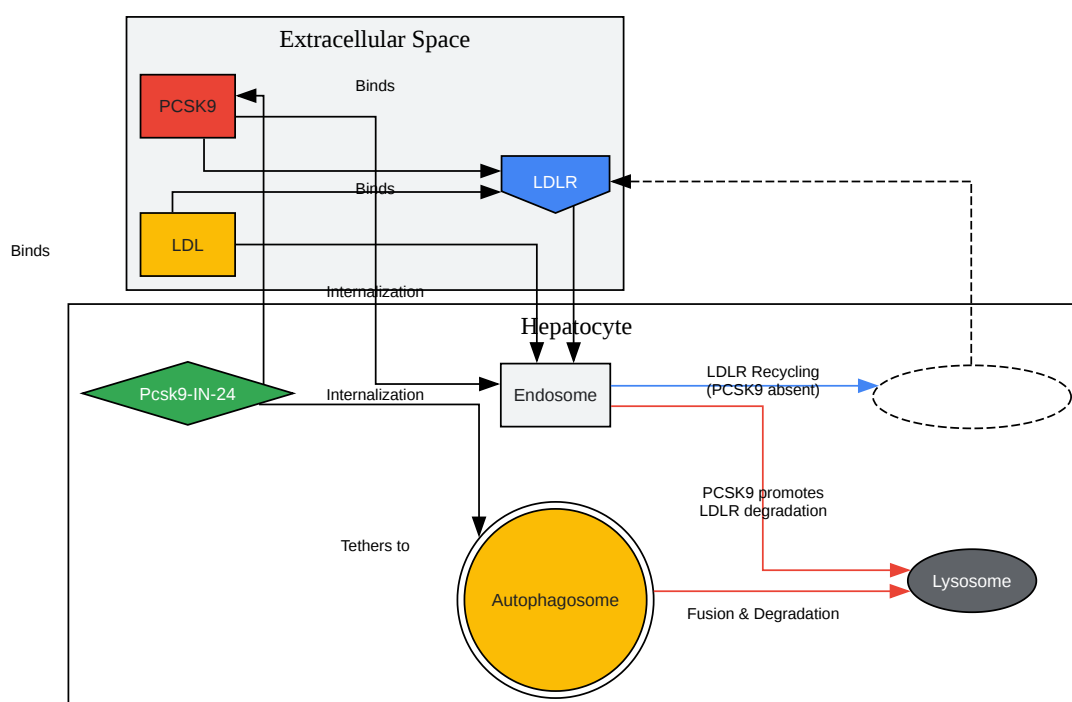 Extracellular Space
Binds
PCSK9
LDLR
Binds
LDL
Binds
Internalization
Hepatocyte
LDLR Recycling
(PCSK9 absent)
Pcsk9-IN-24
Internalization
Endosome
PCSK9 promotes
LDLR degradation
Tethers to
Lysosome
Autophagosome
Fusion & Degradation